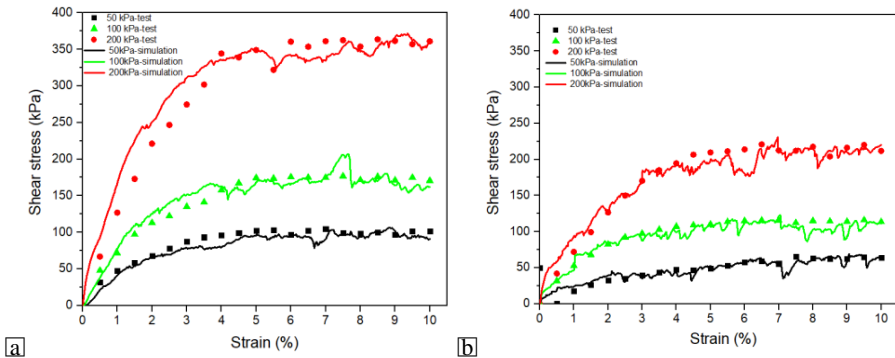 400
350
300
250
200
150
100
50
0
Shear stress (kPa)
50 kPa-test
100 kPa-test
200 kPa-test
50kPa-simulation
100kPa-simulation
200kPa-simulation
0 1 2 3 4 5 6 7 8 9 10
Strain (%)
a
400
350
300
250
200
150
100
50
0
Shear stress (kPa)
50 kPa-test
100 kPa-test
200 kPa-test
50kPa-simulation
100kPa-simulation
200kPa-simulation
0 1 2 3 4 5 6 7 8 9 10
Strain (%)
b